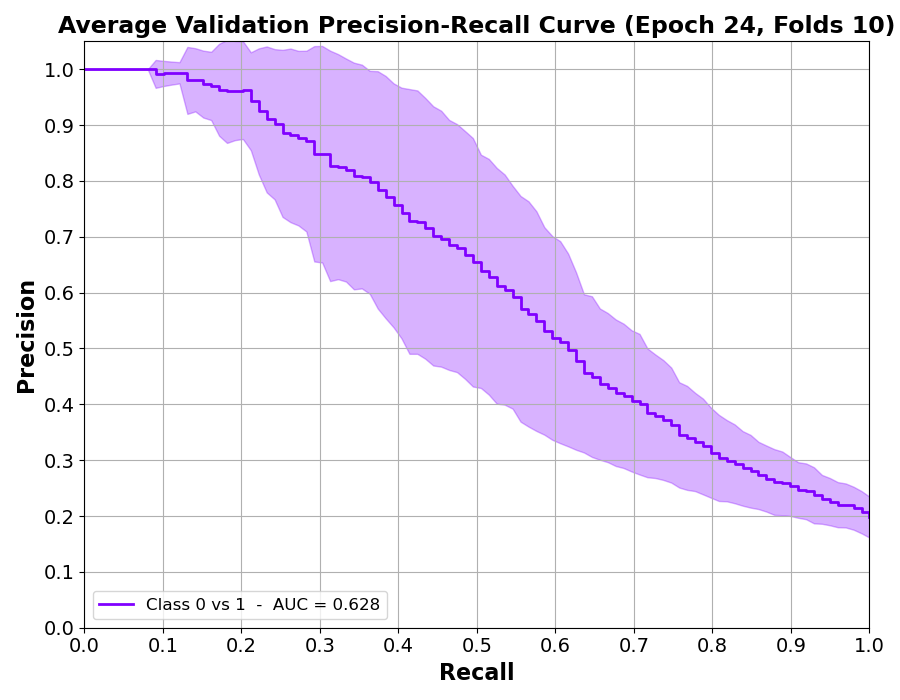 Average Validation Precision-Recall Curve (Epoch 24, Folds 10)
1.0
0.9
0.8
0.7
0.6
0.5
0.4
0.3
0.2
0.1
0.0
Precision
Class 0 vs 1 - AUC = 0.628
0.0 0.1 0.2 0.3 0.4 0.5 0.6 0.7 0.8 0.9 1.0
Recall